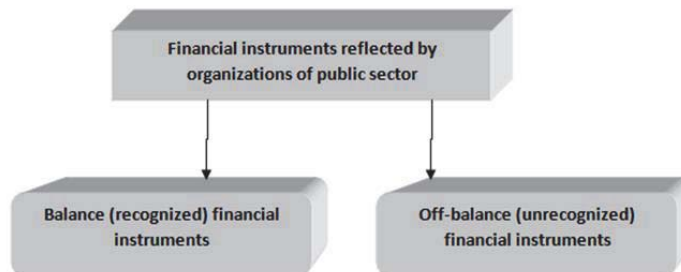 Financial instruments reflected by
organizations of public sector
Balance (recognized) financial
instruments
Off-balance (unrecognized)
financial instruments